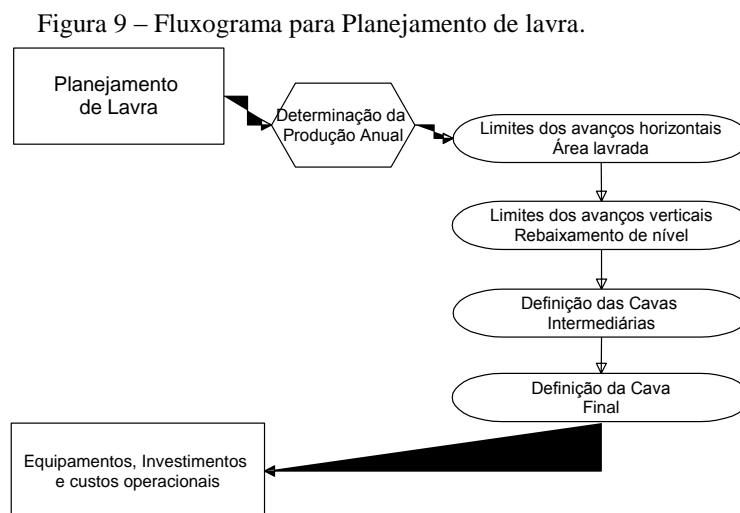 Figura 9 – Fluxograma para Planejamento de lavra.
Planejamento
de Lavra
Determinação da
Produção Anual
Limites dos avanços horizontais
Área lavrada
Limites dos avanços verticais
Rebaixamento de nível
Definição das Cavas
Intermediárias
Definição da Cava
Final
Equipamentos, Investimentos
e custos operacionais